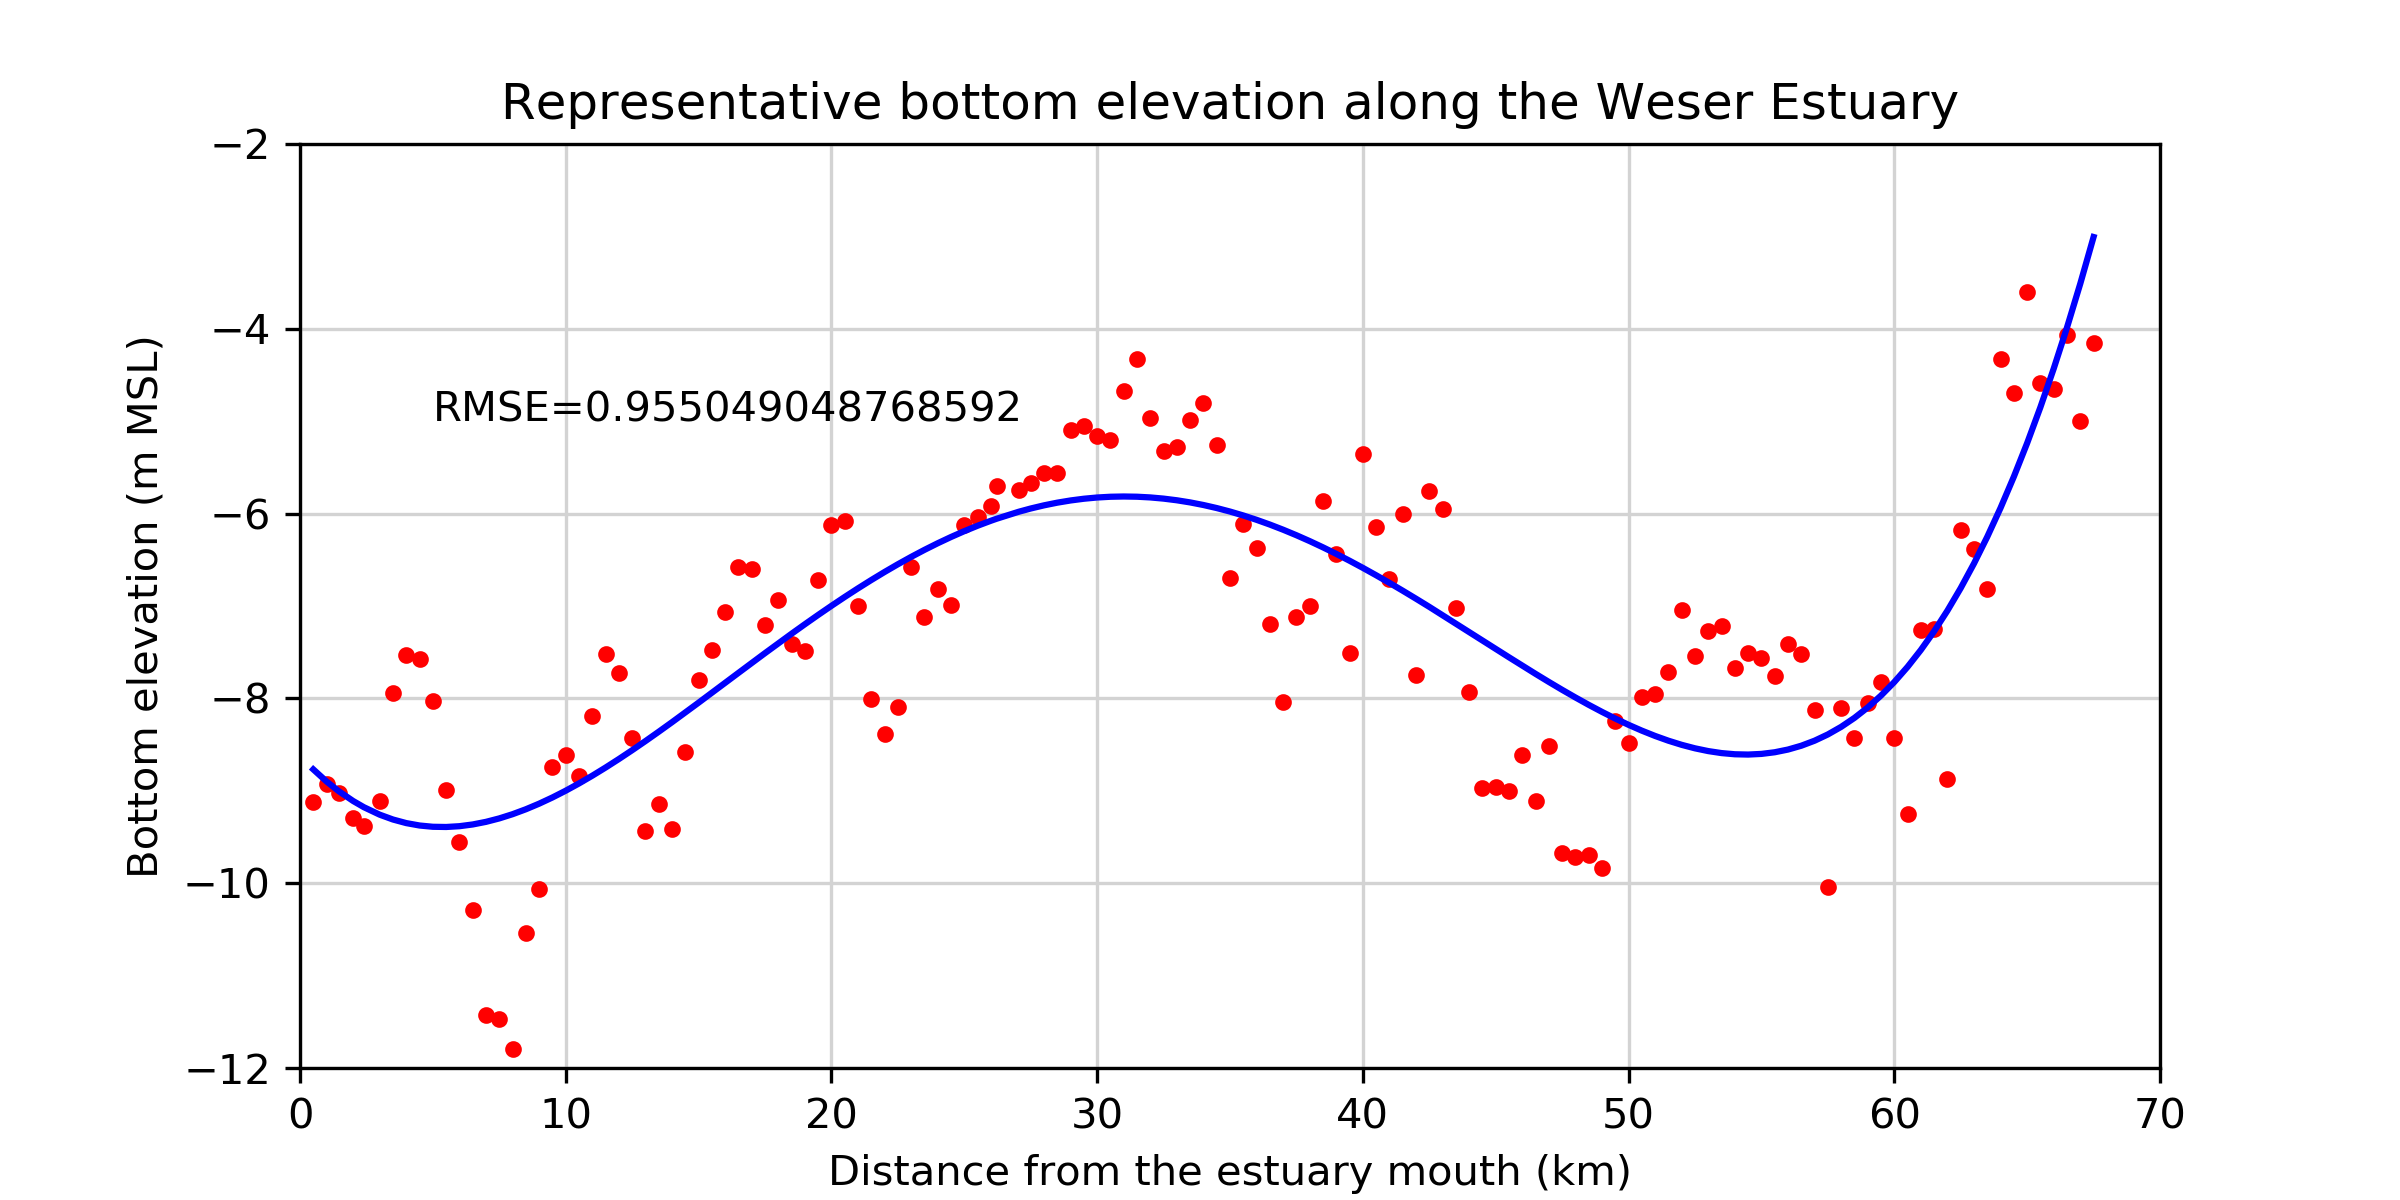 Representative bottom elevation along the Weser Estuary
−2
−4
−6
−8
−10
−12
Bottom elevation (m MSL)
RMSE=0.955049048768592
0 10 20 30 40 50 60 70
Distance from the estuary mouth (km)